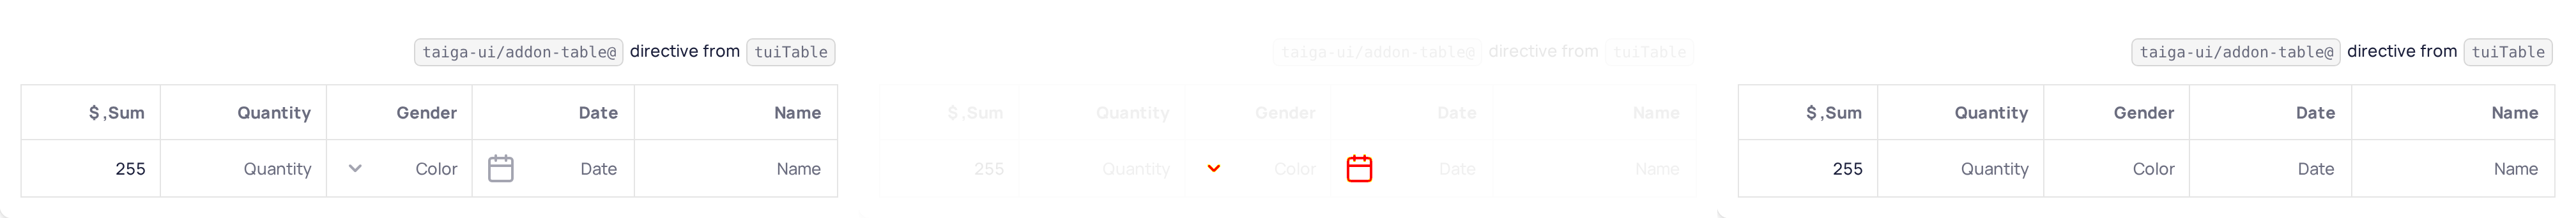 taiga-ui/addon-table@ directive from tuiTable
$ ,Sum Quantity Gender Date Name
255 Quantity Color Date Name
taiga-ui/addon-table@ directive from tuiTable
$ ,Sum Quantity Gender Date Name
255 Quantity Color Date Name
taiga-ui/addon-table@ directive from tuiTable
$ ,Sum Quantity Gender Date Name
255 Quantity Color Date Name